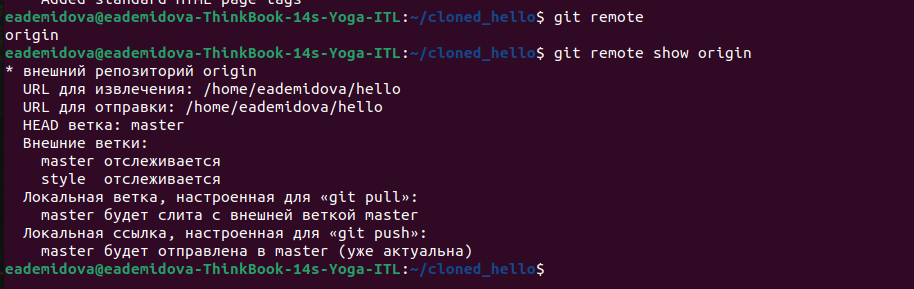 Added standard HTML page tags
eademidova@eademidova-ThinkBook-14s-Yoga-ITL:~/cloned_hello$ git remote
origin
eademidova@eademidova-ThinkBook-14s-Yoga-ITL:~/cloned_hello$ git remote show origin
* внешний репозиторий origin
  URL для извлечения: /home/eademidova/hello
  URL для отправки: /home/eademidova/hello
  HEAD ветка: master
  Внешние ветки:
    master отслеживается
    style  отслеживается
  Локальная ветка, настроенная для «git pull»:
    master будет слита с внешней веткой master
  Локальная ссылка, настроенная для «git push»:
    master будет отправлена в master (уже актуальна)
eademidova@eademidova-ThinkBook-14s-Yoga-ITL:~/cloned_hello$